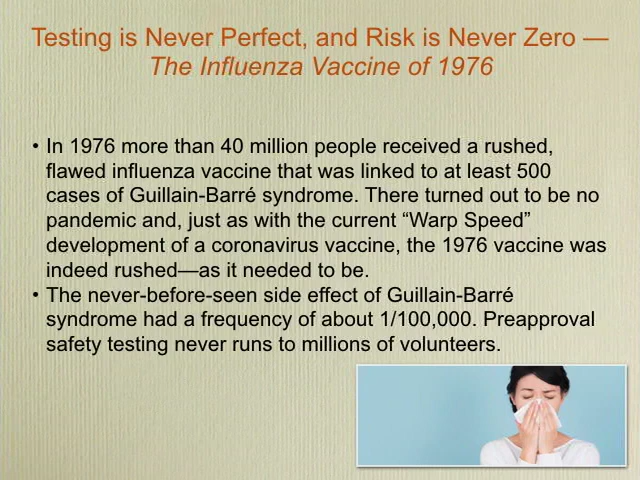 Testing is Never Perfect, and Risk is Never Zero —
The Influenza Vaccine of 1976
• In 1976 more than 40 million people received a rushed,
flawed influenza vaccine that was linked to at least 500
cases of Guillain-Barré syndrome. There turned out to be no
pandemic and, just as with the current “Warp Speed”
development of a coronavirus vaccine, the 1976 vaccine was
indeed rushed—as it needed to be.
• The never-before-seen side effect of Guillain-Barré
syndrome had a frequency of about 1/100,000. Preapproval
safety testing never runs to millions of volunteers.